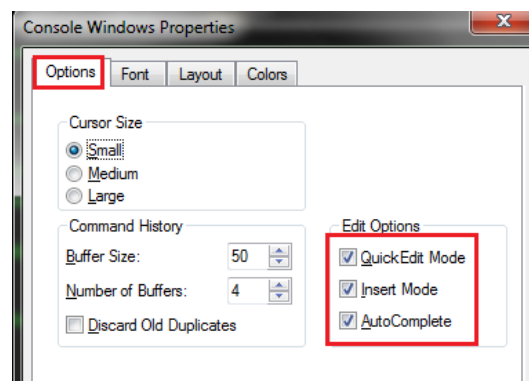 Console Windows Properties
Options Font Layout Colors
Cursor Size
Small
Medium
Large
Command History
Buffer Size: 50
Number of Buffers: 4
Discard Old Duplicates
Edit Options
QuickEdit Mode
Insert Mode
AutoComplete